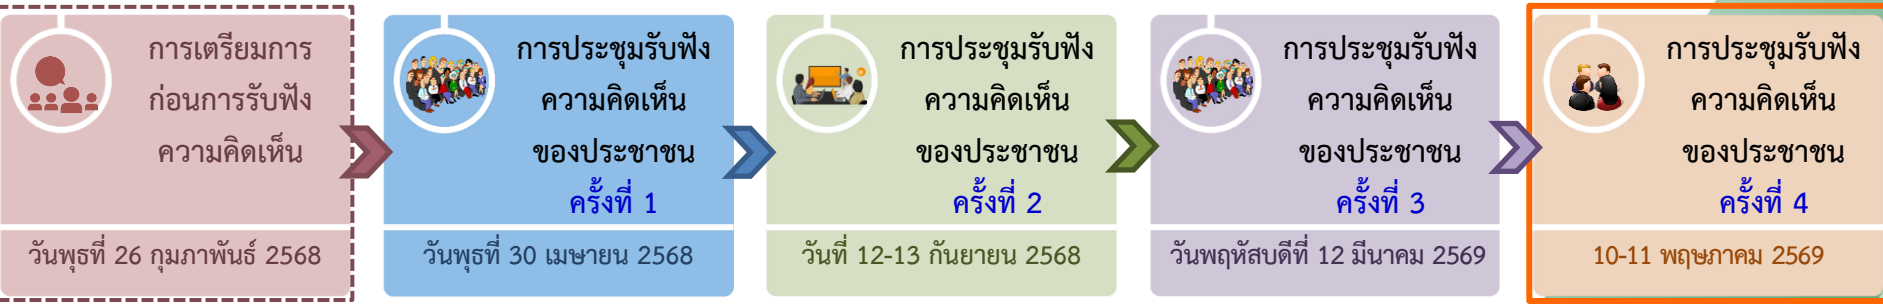 การเตรียมการ
ก่อนการรับฟัง
ความคิดเห็น
วันพุธที่ 26 กุมภาพันธ์ 2568
การประชุมรับฟัง
ความคิดเห็น
ของประชาชน
ครั้งที่ 1
วันพุธที่ 30 เมษายน 2568
การประชุมรับฟัง
ความคิดเห็น
ของประชาชน
ครั้งที่ 2
วันที่ 12-13 กันยายน 2568
การประชุมรับฟัง
ความคิดเห็น
ของประชาชน
ครั้งที่ 3
วันพฤหัสบดีที่ 12 มีนาคม 2569
การประชุมรับฟัง
ความคิดเห็น
ของประชาชน
ครั้งที่ 4
10-11 พฤษภาคม 2569